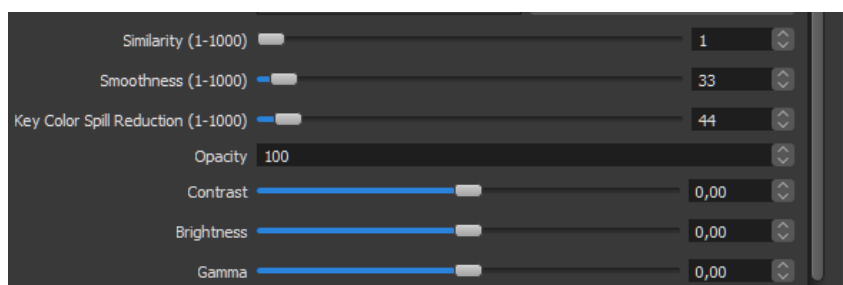 Similarity (1-1000) 1
Smoothness (1-1000) 33
Key Color Spill Reduction (1-1000) 44
Opacity 100
Contrast 0,00
Brightness 0,00
Gamma 0,00